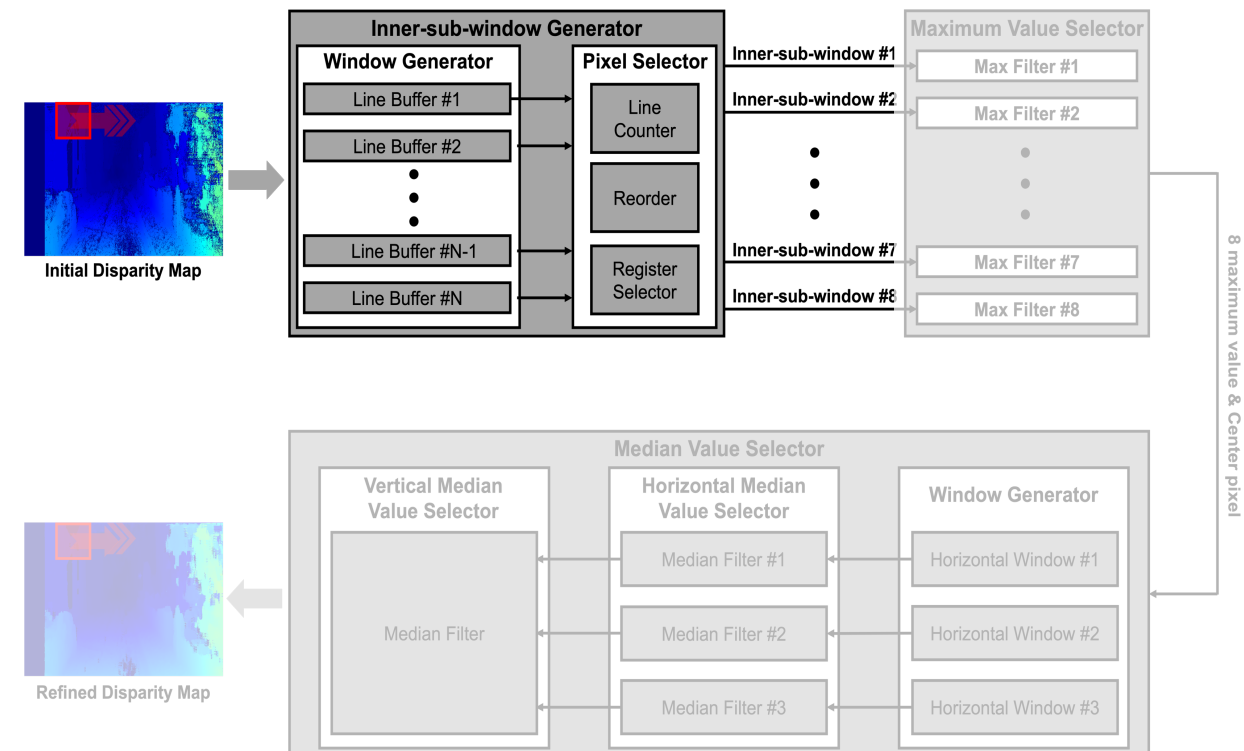 Inner-sub-window Generator
Window Generator
Line Buffer #1
Line Buffer #2
Line Buffer #N-1
Line Buffer #N
Pixel Selector
Line
Counter
Reorder
Register
Selector
Initial Disparity Map
Inner-sub-window #1
Inner-sub-window #2
Inner-sub-window #7
Inner-sub-window #8
Maximum Value Selector
Max Filter #1
Max Filter #2
Max Filter #7
Max Filter #8
8 maximum value & Center pixel
Median Value Selector
Vertical Median
Value Selector
Median Filter
Horizontal Median
Value Selector
Median Filter #1
Median Filter #2
Median Filter #3
Window Generator
Horizontal Window #1
Horizontal Window #2
Horizontal Window #3
Refined Disparity Map